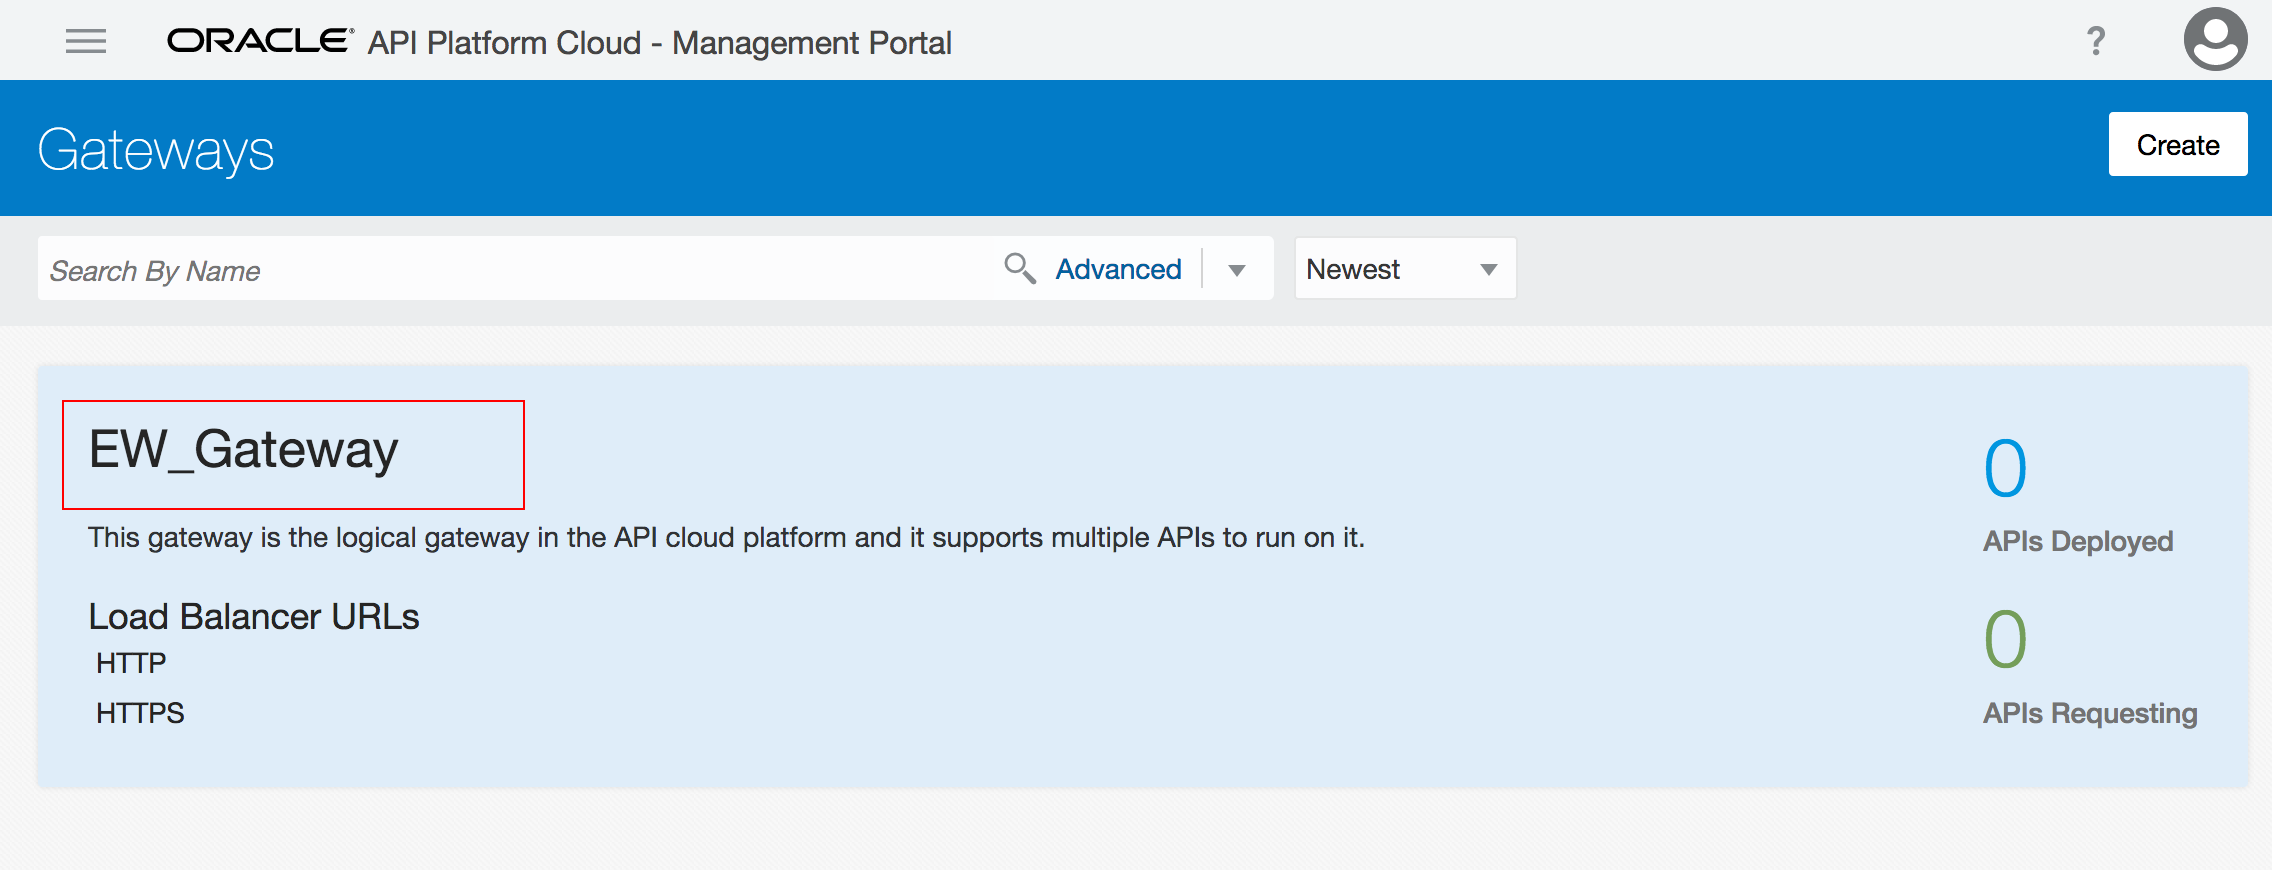 ORACLE® API Platform Cloud - Management Portal ?
Gateways
Create
Search By Name Advanced Newest
EW_Gateway
This gateway is the logical gateway in the API cloud platform and it supports multiple APIs to run on it.
Load Balancer URLs
HTTP
HTTPS
0
APIs Deployed
0
APIs Requesting